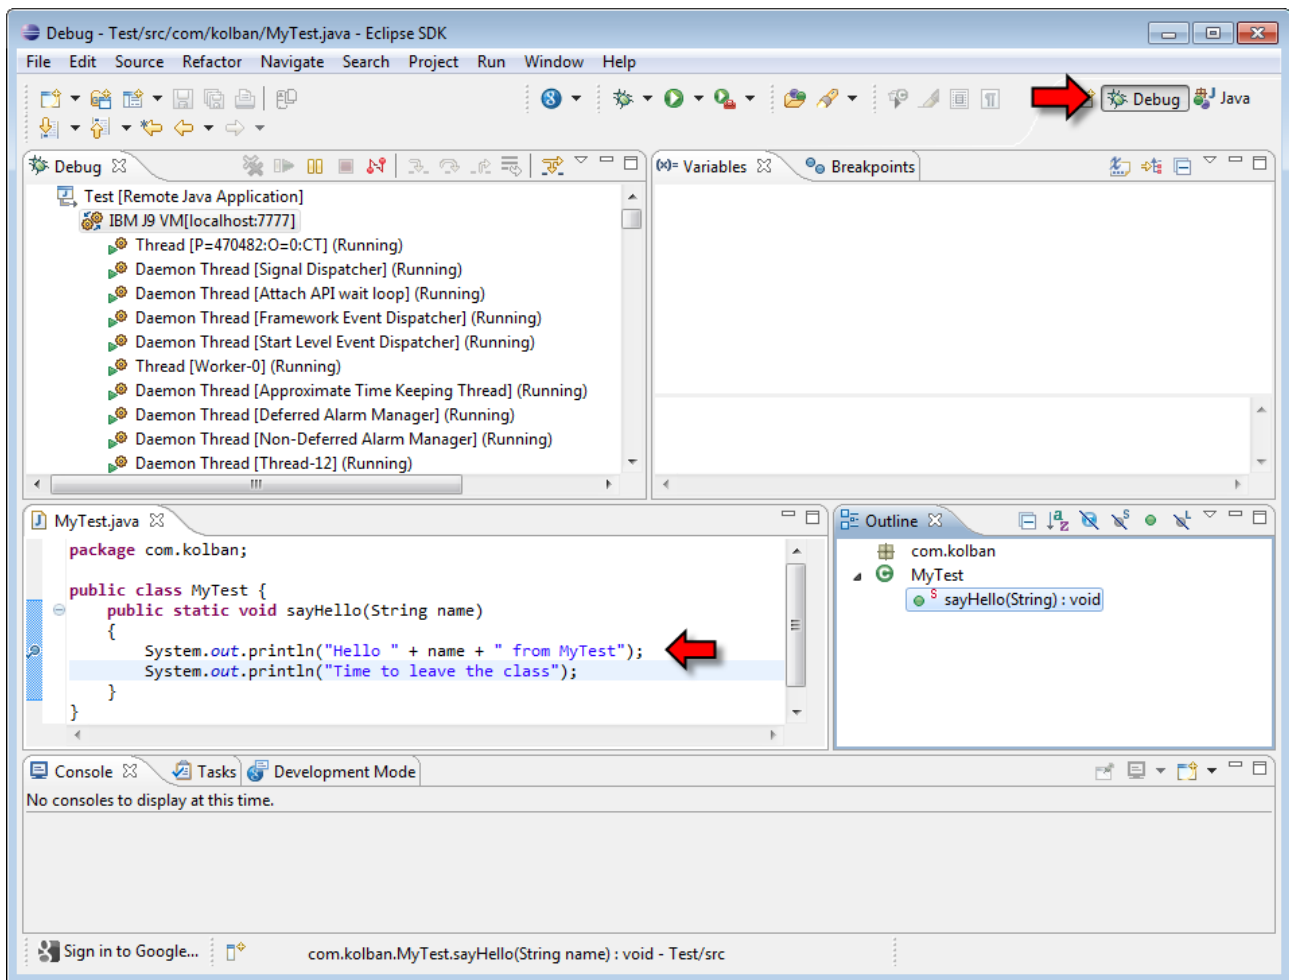 Debug - Test/src/com/kolban/MyTest.java - Eclipse SDK
File Edit Source Refactor Navigate Search Project Run Window Help
Debug Java
Debug
Test [Remote Java Application]
IBM J9 VM[localhost:7777]
Thread [P=470482:O=0:CT] (Running)
Daemon Thread [Signal Dispatcher] (Running)
Daemon Thread [Attach API wait loop] (Running)
Daemon Thread [Framework Event Dispatcher] (Running)
Daemon Thread [Start Level Event Dispatcher] (Running)
Thread [Worker-0] (Running)
Daemon Thread [Approximate Time Keeping Thread] (Running)
Daemon Thread [Deferred Alarm Manager] (Running)
Daemon Thread [Non-Deferred Alarm Manager] (Running)
Daemon Thread [Thread-12] (Running)
(x)= Variables Breakpoints
MyTest.java
package com.kolban;
public class MyTest {
public static void sayHello(String name)
{
System.out.println("Hello " + name + " from MyTest");
System.out.println("Time to leave the class");
}
}
Outline
com.kolban
MyTest
sayHello(String) : void
Console Tasks Development Mode
No consoles to display at this time.
Sign in to Google... com.kolban.MyTest.sayHello(String name) : void - Test/src